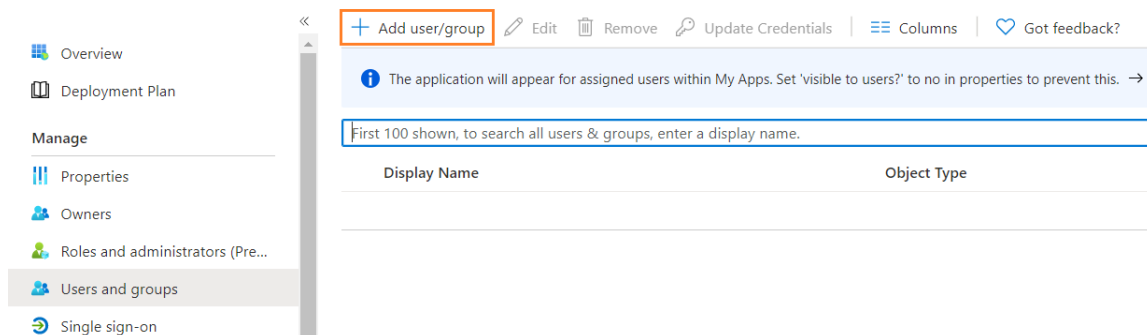 «
Overview
Deployment Plan
Manage
Properties
Owners
Roles and administrators (Pre...
Users and groups
Single sign-on
+ Add user/group Edit Remove Update Credentials Columns Got feedback?
The application will appear for assigned users within My Apps. Set 'visible to users?' to no in properties to prevent this. →
First 100 shown, to search all users & groups, enter a display name.
Display Name Object Type